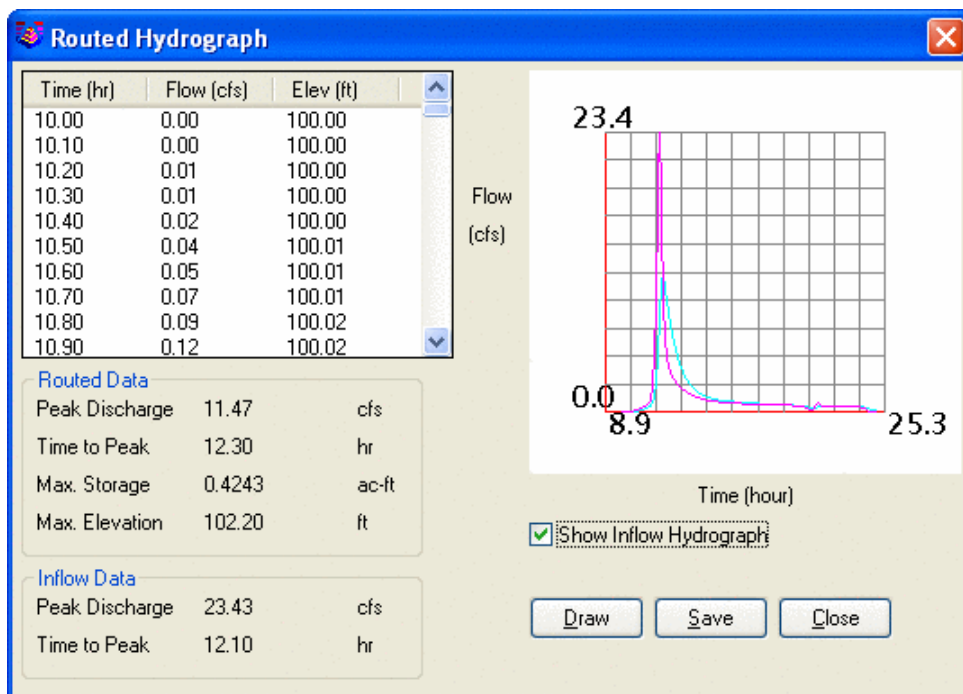 Routed Hydrograph
Time (hr) Flow (cfs) Elev (ft)
10.00 0.00 100.00
10.10 0.00 100.00
10.20 0.01 100.00
10.30 0.01 100.00
10.40 0.02 100.00
10.50 0.04 100.01
10.60 0.05 100.01
10.70 0.07 100.01
10.80 0.09 100.02
10.90 0.12 100.02
Routed Data
Peak Discharge 11.47 cfs
Time to Peak 12.30 hr
Max. Storage 0.4243 ac-ft
Max. Elevation 102.20 ft
Inflow Data
Peak Discharge 23.43 cfs
Time to Peak 12.10 hr
Flow
(cfs)
23.4
0.0
8.9 25.3
Time (hour)
Show Inflow Hydrograph
Draw Save Close